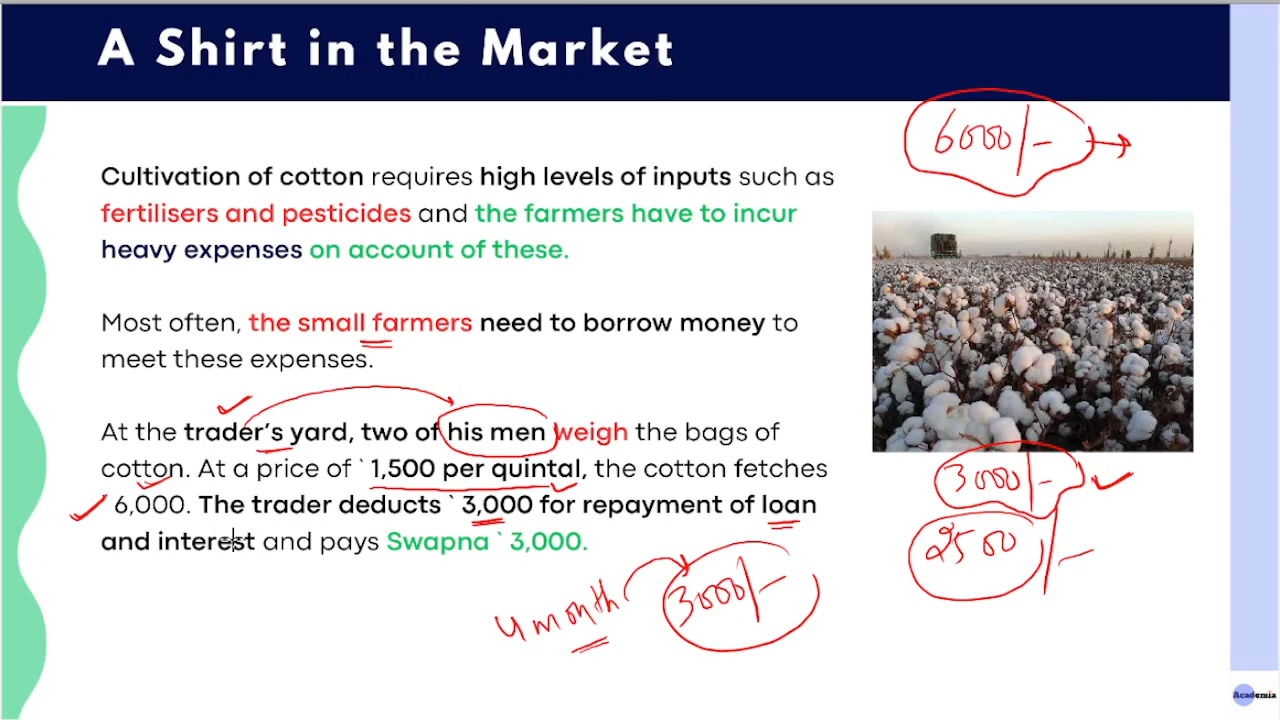 A Shirt in the Market
6000/-
Cultivation of cotton requires high levels of inputs such as
fertilisers and pesticides and the farmers have to incur
heavy expenses on account of these.
Most often, the small farmers need to borrow money to
meet these expenses.
At the trader's yard, two of his men weigh the bags of
cotton. At a price of ` 1,500 per quintal, the cotton fetches
6,000. The trader deducts ` 3,000 for repayment of loan
and interest and pays Swapna ` 3,000.
3000/-
2500/-
4 month
3000/-
Academia